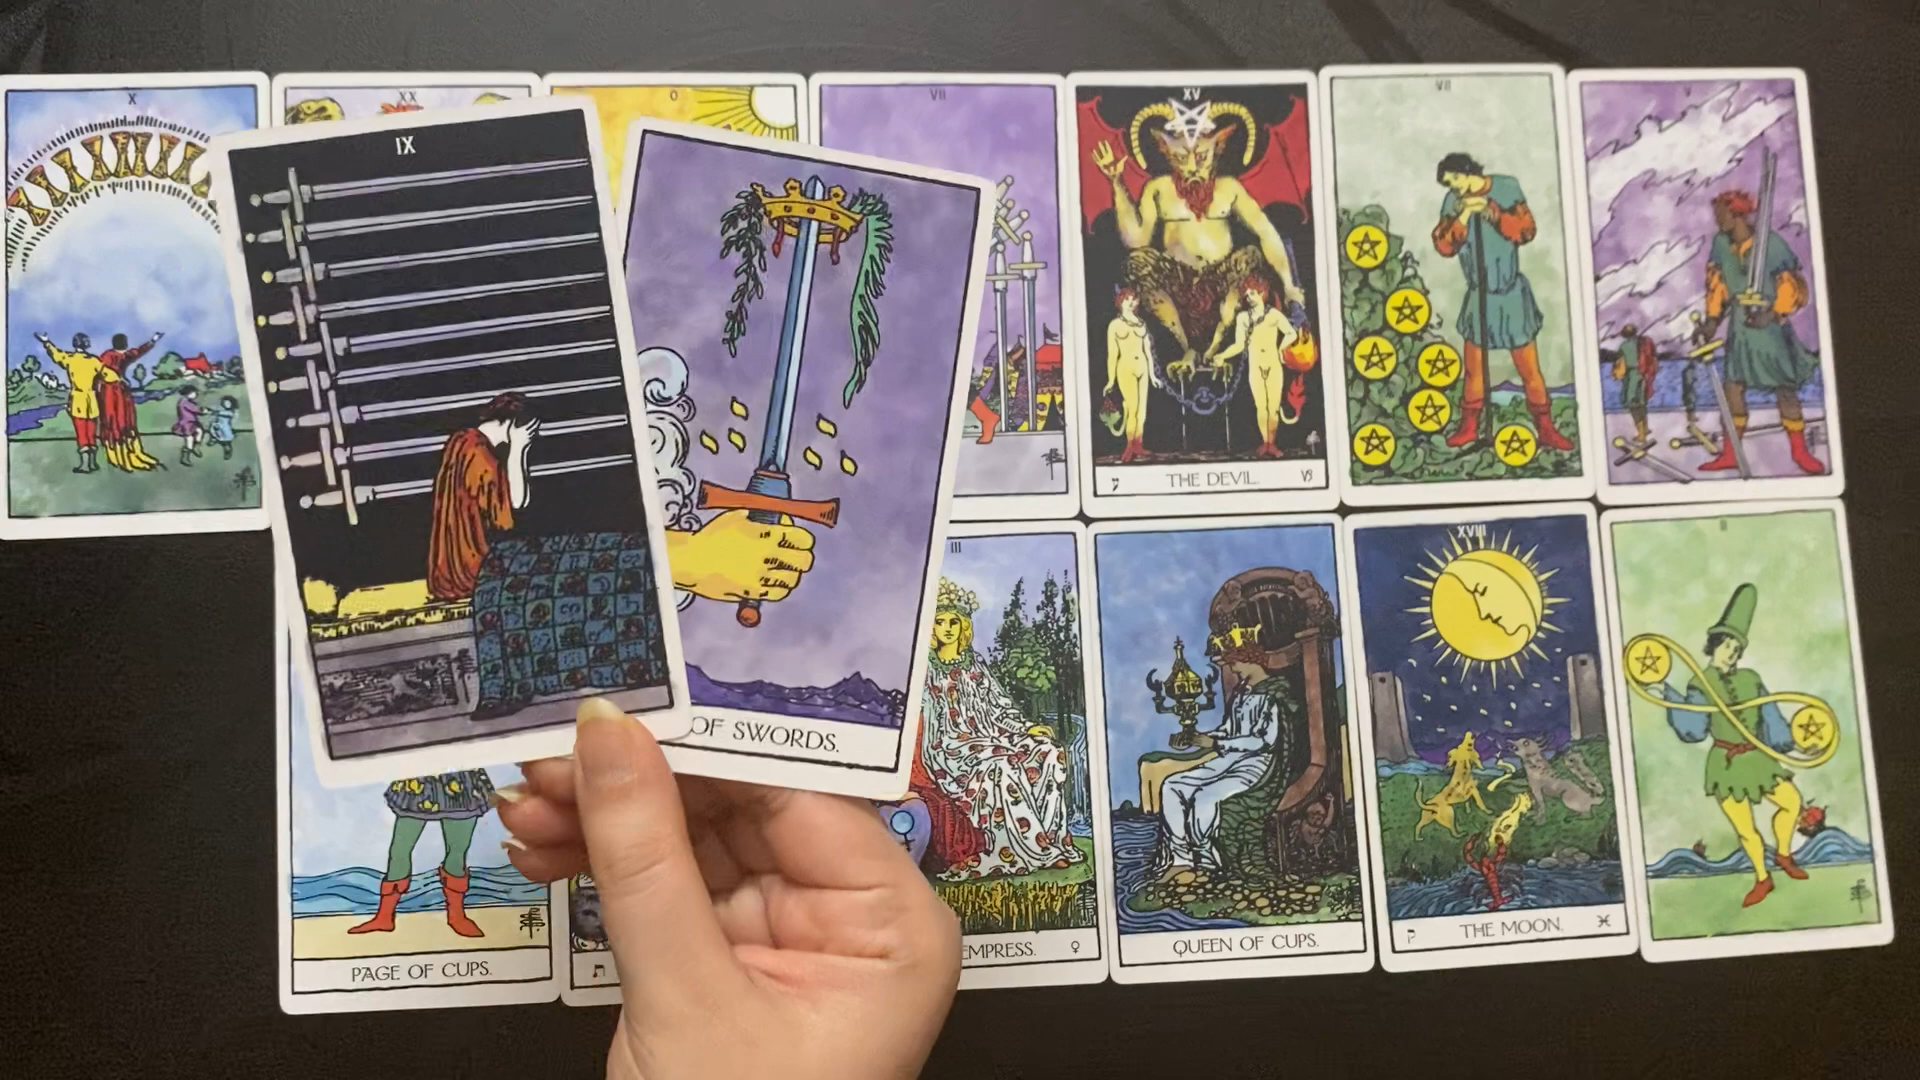 X
XX
O
VII
XV
VII
V
IX
THE DEVIL.
OF SWORDS.
III
XVIII
II
PAGE OF CUPS.
ת
EMPRESS. ♀
QUEEN OF CUPS.
ק THE MOON. ♓